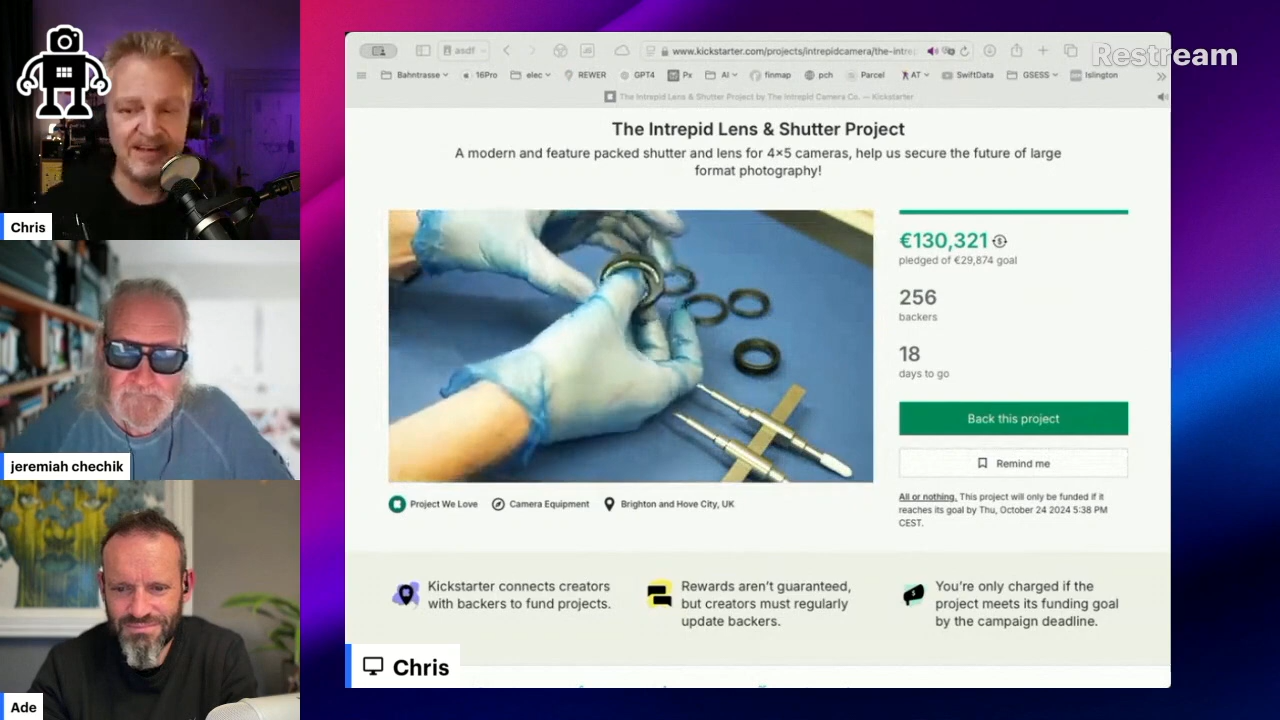 Restream
asdf
www.kickstarter.com/projects/intrepidcamera/the-intre
Bahntrasse
16Pro
elec
REWER
GPT4
Px
AI
finmap
pch
Parcel
AT
SwiftData
GSESS
Islington
The Intrepid Lens & Shutter Project by The Intrepid Camera Co. — Kickstarter
The Intrepid Lens & Shutter Project
A modern and feature packed shutter and lens for 4×5 cameras, help us secure the future of large
format photography!
€130,321
pledged of €29,874 goal
256
backers
18
days to go
Back this project
Remind me
All or nothing. This project will only be funded if it
reaches its goal by Thu, October 24 2024 5:38 PM
CEST.
Project We Love
Camera Equipment
Brighton and Hove City, UK
Kickstarter connects creators
with backers to fund projects.
Rewards aren’t guaranteed,
but creators must regularly
update backers.
You’re only charged if the
project meets its funding goal
by the campaign deadline.
Chris
Chris
jeremiah chechik
Ade